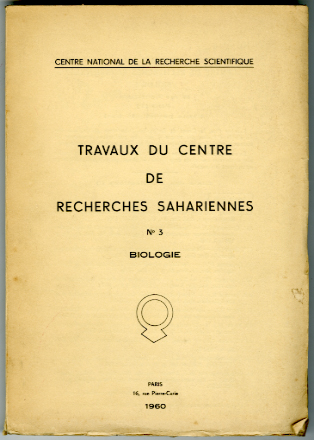 CENTRE NATIONAL DE LA RECHERCHE SCIENTIFIQUE
TRAVAUX DU CENTRE
DE
RECHERCHES SAHARIENNES
Nº 3
BIOLOGIE
PARIS
16, rue Pierre-Curie
1960